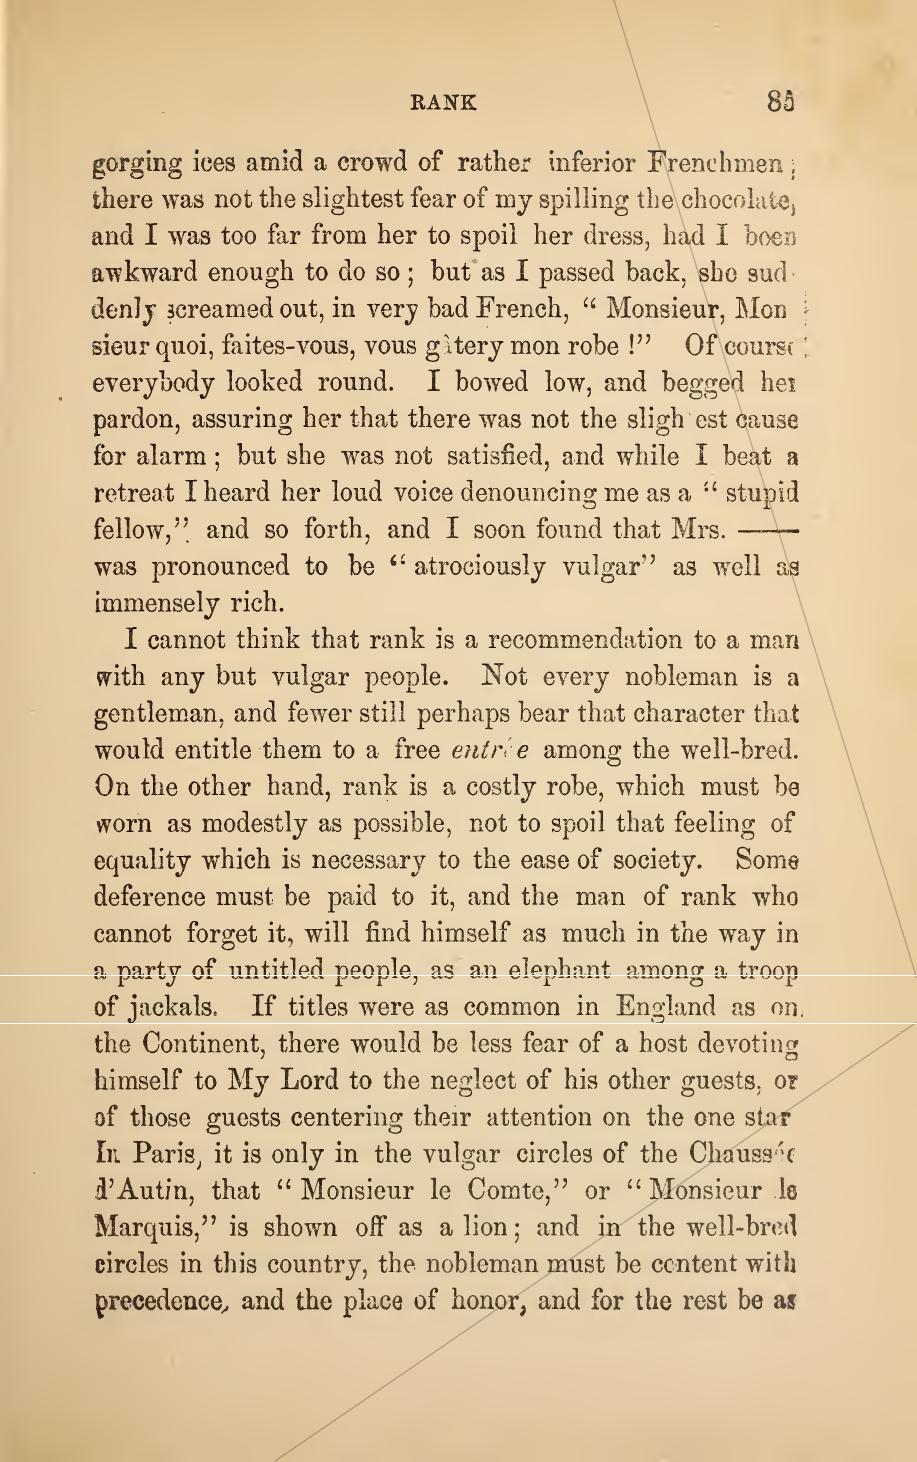 RANK 85
gorging ices amid a crowd of rather inferior Frenchmen;
there was not the slightest fear of my spilling the chocolate,
and I was too far from her to spoil her dress, had I been
awkward enough to do so; but as I passed back, she sud-
denly screamed out, in very bad French, “ Monsieur, Mon
sieur quoi, faites-vous, vous gâtery mon robe !” Of course
everybody looked round. I bowed low, and begged her
pardon, assuring her that there was not the slightest cause
for alarm; but she was not satisfied, and while I beat a
retreat I heard her loud voice denouncing me as a “ stupid
fellow,” and so forth, and I soon found that Mrs. ——
was pronounced to be “ atrociously vulgar” as well as
immensely rich.
I cannot think that rank is a recommendation to a man
with any but vulgar people. Not every nobleman is a
gentleman, and fewer still perhaps bear that character that
would entitle them to a free entrée among the well-bred.
On the other hand, rank is a costly robe, which must be
worn as modestly as possible, not to spoil that feeling of
equality which is necessary to the ease of society. Some
deference must be paid to it, and the man of rank who
cannot forget it, will find himself as much in the way in
a party of untitled people, as an elephant among a troop
of jackals. If titles were as common in England as on
the Continent, there would be less fear of a host devoting
himself to My Lord to the neglect of his other guests, or
of those guests centering their attention on the one star
In Paris, it is only in the vulgar circles of the Chaussée
d’Autin, that “ Monsieur le Comte,” or “ Monsieur le
Marquis,” is shown off as a lion; and in the well-bred
circles in this country, the nobleman must be content with
precedence, and the place of honor, and for the rest be as